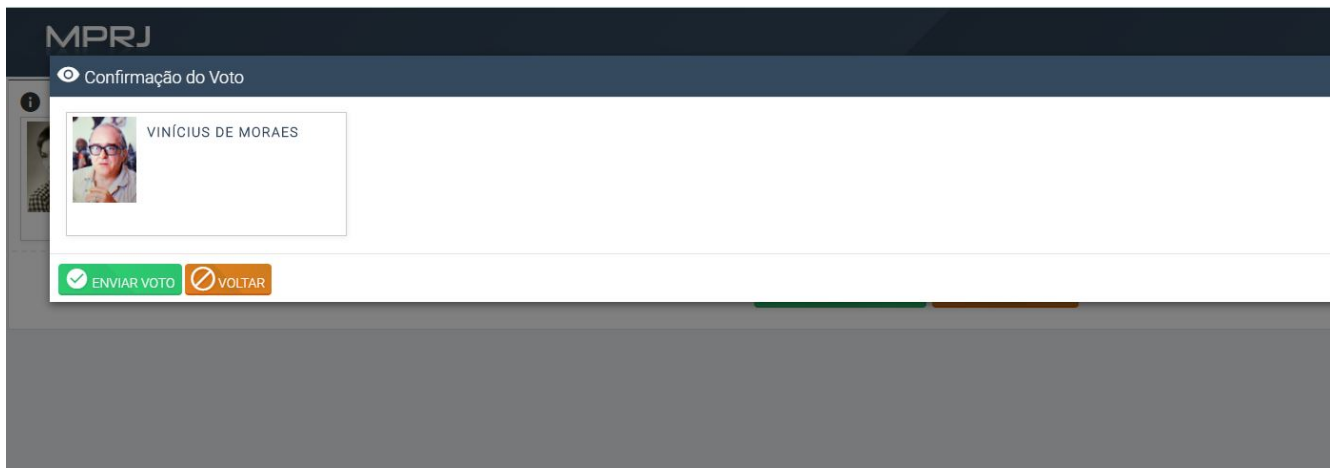 MPRJ
Confirmação do Voto
VINÍCIUS DE MORAES
ENVIAR VOTO
VOLTAR